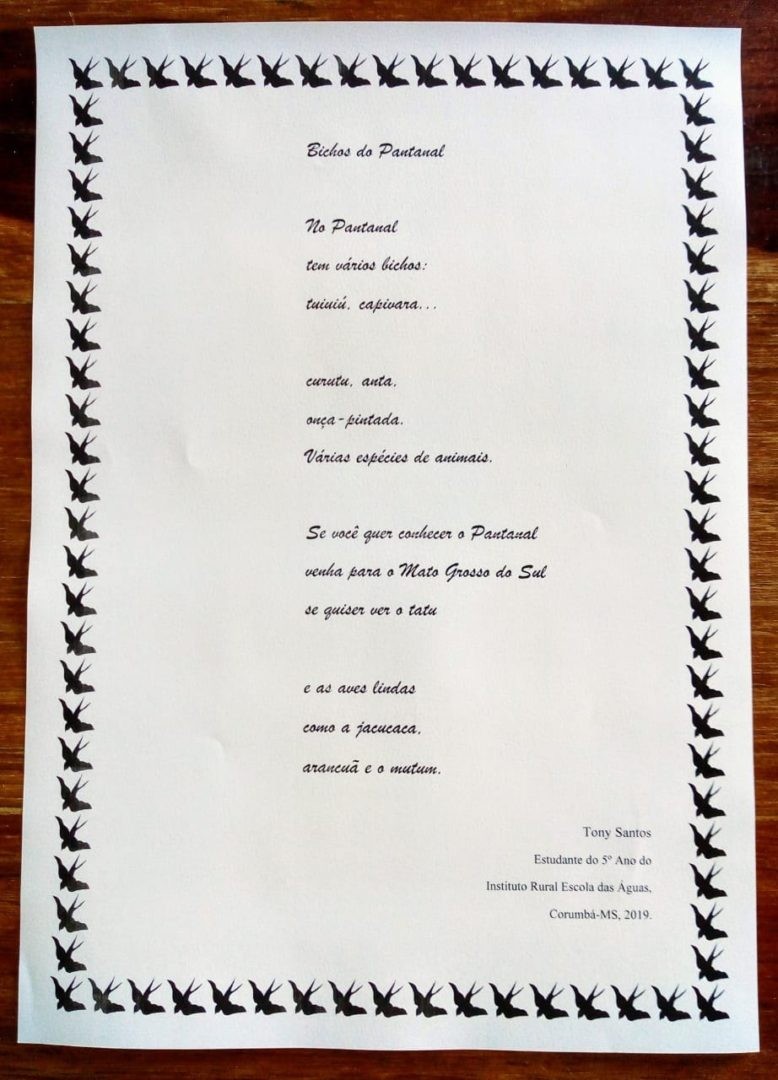 Bichos do Pantanal
No Pantanal
tem vários bichos:
tuiuiú, capivara...
curutu, anta,
onça-pintada.
Várias espécies de animais.
Se você quer conhecer o Pantanal
venha para o Mato Grosso do Sul
se quiser ver o tatu
e as aves lindas
como a jacucaca,
arancuã e o mutum.
Tony Santos
Estudante do 5º Ano do
Instituto Rural Escola das Águas,
Corumbá-MS, 2019.